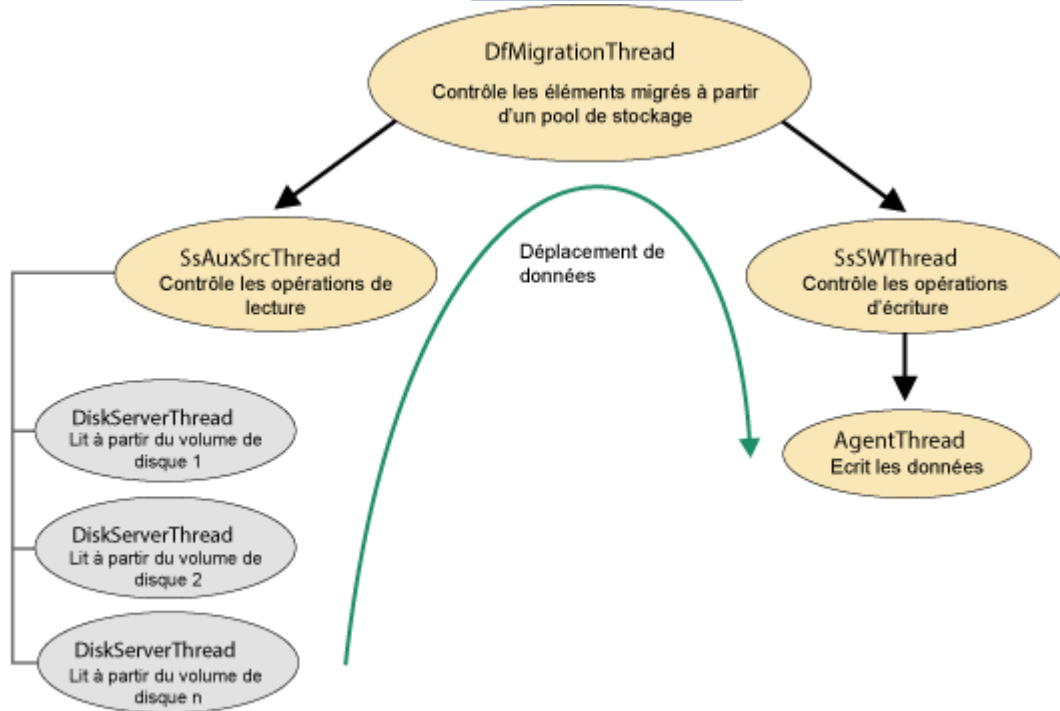 DfMigrationThread
Contrôle les éléments migrés à partir
d'un pool de stockage
SsAuxSrcThread
Contrôle les opérations de
lecture
Déplacement de
données
SsSWThread
Contrôle les opérations
d'écriture
DiskServerThread
Lit à partir du volume de
disque 1
AgentThread
Ecrit les données
DiskServerThread
Lit à partir du volume de
disque 2
DiskServerThread
Lit à partir du volume de
disque n